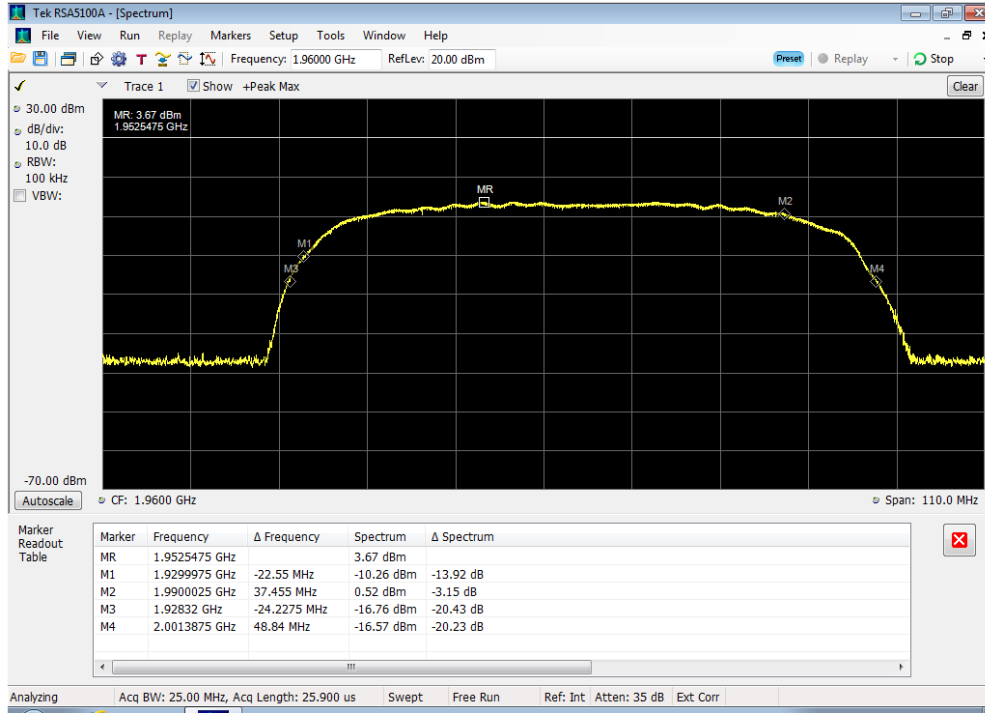 Tek RSA5100A - [Spectrum]
File View Run Replay Markers Setup Tools Window Help
T Frequency: 1.96000 GHz RefLev: 20.00 dBm Preset Replay Stop
Trace 1 Show +Peak Max Clear
30.00 dBm
dB/div:
10.0 dB
RBW:
100 kHz
VBW:
MR: 3.67 dBm
1.9525475 GHz
MR
M2
M1
M3
M4
-70.00 dBm
Autoscale CF: 1.9600 GHz Span: 110.0 MHz
Marker
Readout
Table
Marker Frequency Δ Frequency Spectrum Δ Spectrum
MR 1.9525475 GHz 3.67 dBm
M1 1.9299975 GHz -22.55 MHz -10.26 dBm -13.92 dB
M2 1.9900025 GHz 37.455 MHz 0.52 dBm -3.15 dB
M3 1.92832 GHz -24.2275 MHz -16.76 dBm -20.43 dB
M4 2.0013875 GHz 48.84 MHz -16.57 dBm -20.23 dB
Analyzing Acq BW: 25.00 MHz, Acq Length: 25.900 us Swept Free Run Ref: Int Atten: 35 dB Ext Corr